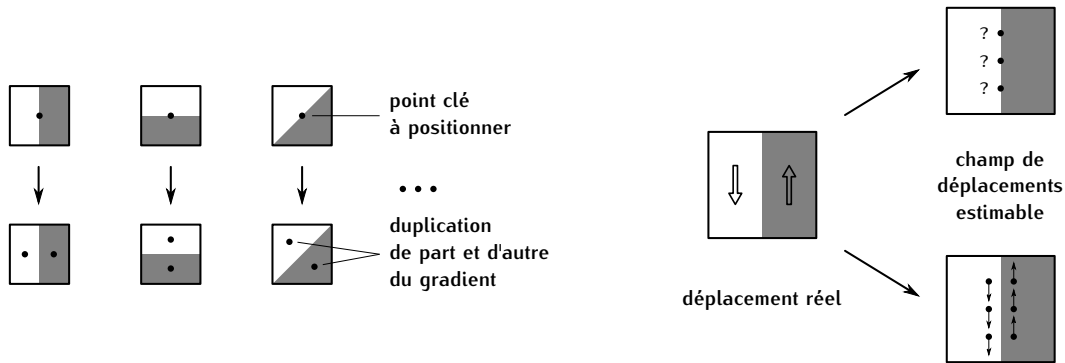 point clé
à positionner
...
duplication
de part et d'autre
du gradient
déplacement réel
?
?
?
champ de
déplacements
estimable